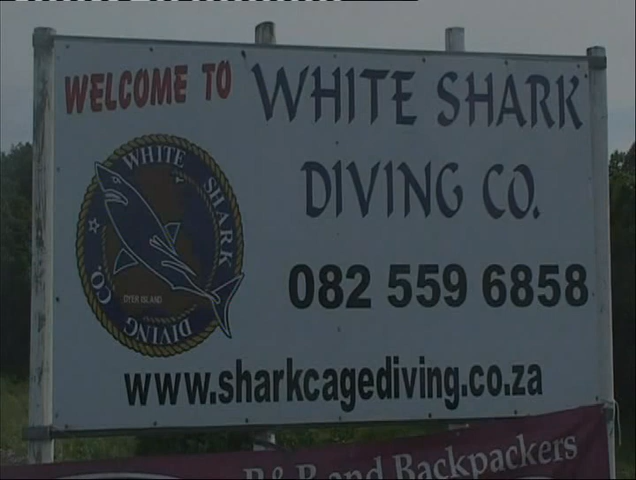 WELCOME TO WHITE SHARK
DIVING CO.
WHITE SHARK
DIVING CO.
DYER ISLAND
082 559 6858
www.sharkcagediving.co.za
B&B and Backpackers